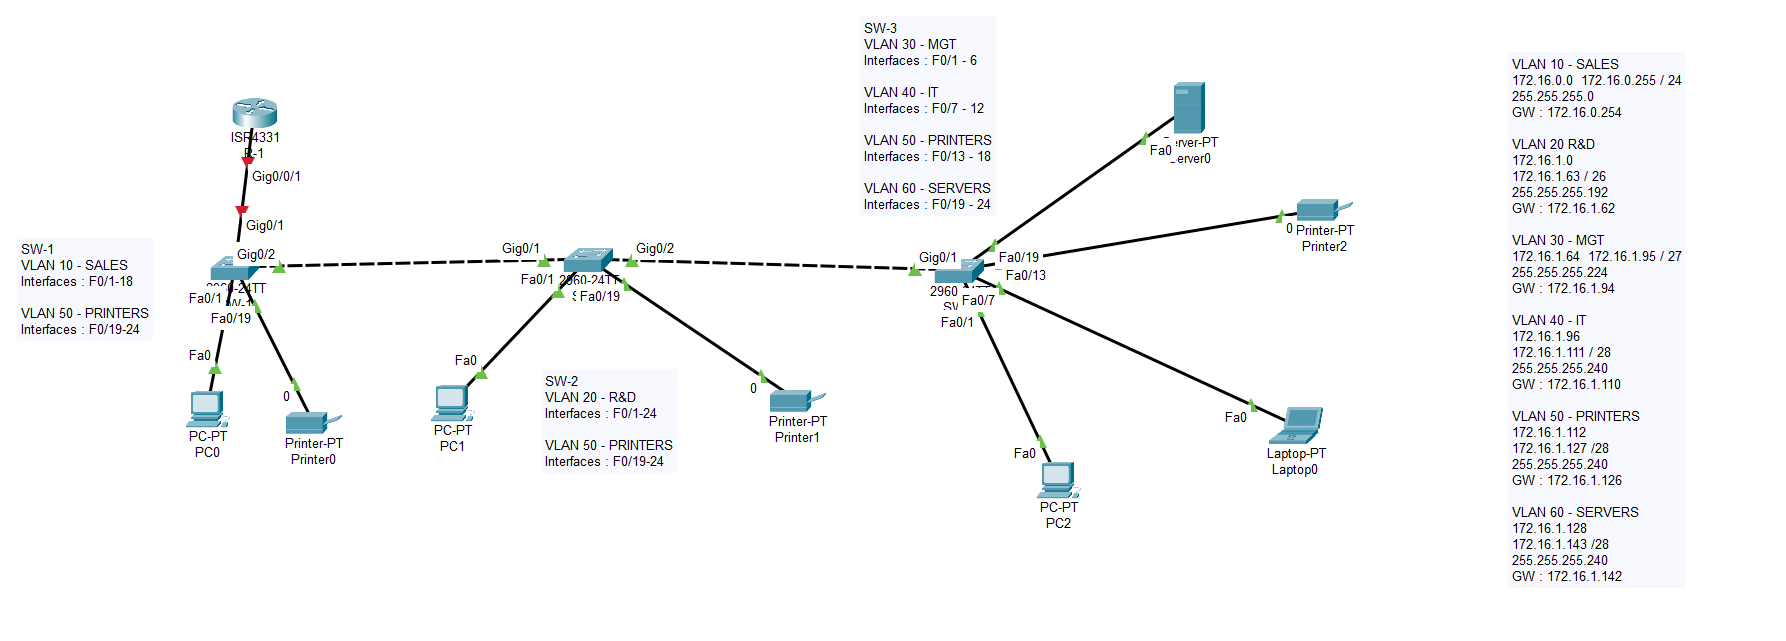 SW-3
VLAN 30 - MGT
Interfaces : F0/1 - 6
VLAN 40 - IT
Interfaces : F0/7 - 12
VLAN 50 - PRINTERS
Interfaces : F0/13 - 18
VLAN 60 - SERVERS
Interfaces : F0/19 - 24
VLAN 10 - SALES
172.16.0.0  172.16.0.255 / 24
255.255.255.0
GW : 172.16.0.254
VLAN 20 R&D
172.16.1.0
172.16.1.63 / 26
255.255.255.192
GW : 172.16.1.62
VLAN 30 - MGT
172.16.1.64  172.16.1.95 / 27
255.255.255.224
GW : 172.16.1.94
VLAN 40 - IT
172.16.1.96
172.16.1.111 / 28
255.255.255.240
GW : 172.16.1.110
VLAN 50 - PRINTERS
172.16.1.112
172.16.1.127 /28
255.255.255.240
GW : 172.16.1.126
VLAN 60 - SERVERS
172.16.1.128
172.16.1.143 /28
255.255.255.240
GW : 172.16.1.142
ISR4331
R-1
Gig0/0/1
Gig0/1
Gig0/2
SW-1
VLAN 10 - SALES
Interfaces : F0/1-18
VLAN 50 - PRINTERS
Interfaces : F0/19-24
Fa0/1
Fa0/19
Fa0
PC-PT
PC0
0
Printer-PT
Printer0
Gig0/1
Gig0/2
Fa0/1
Fa0/19
Fa0
PC-PT
PC1
SW-2
VLAN 20 - R&D
Interfaces : F0/1-24
VLAN 50 - PRINTERS
Interfaces : F0/19-24
0
Printer-PT
Printer1
Gig0/1
Fa0/19
Fa0/13
Fa0/7
Fa0/1
Fa0
0
Printer-PT
Printer2
Fa0
Laptop-PT
Laptop0
Fa0
PC-PT
PC2